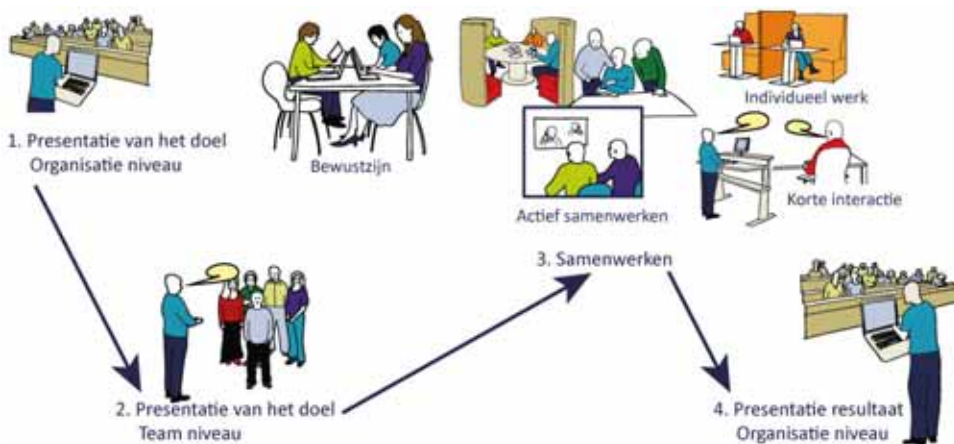 1. Presentatie van het doel
Organisatie niveau
Bewustzijn
Individueel werk
Actief samenwerken
Korte interactie
3. Samenwerken
2. Presentatie van het doel
Team niveau
4. Presentatie resultaat
Organisatie niveau